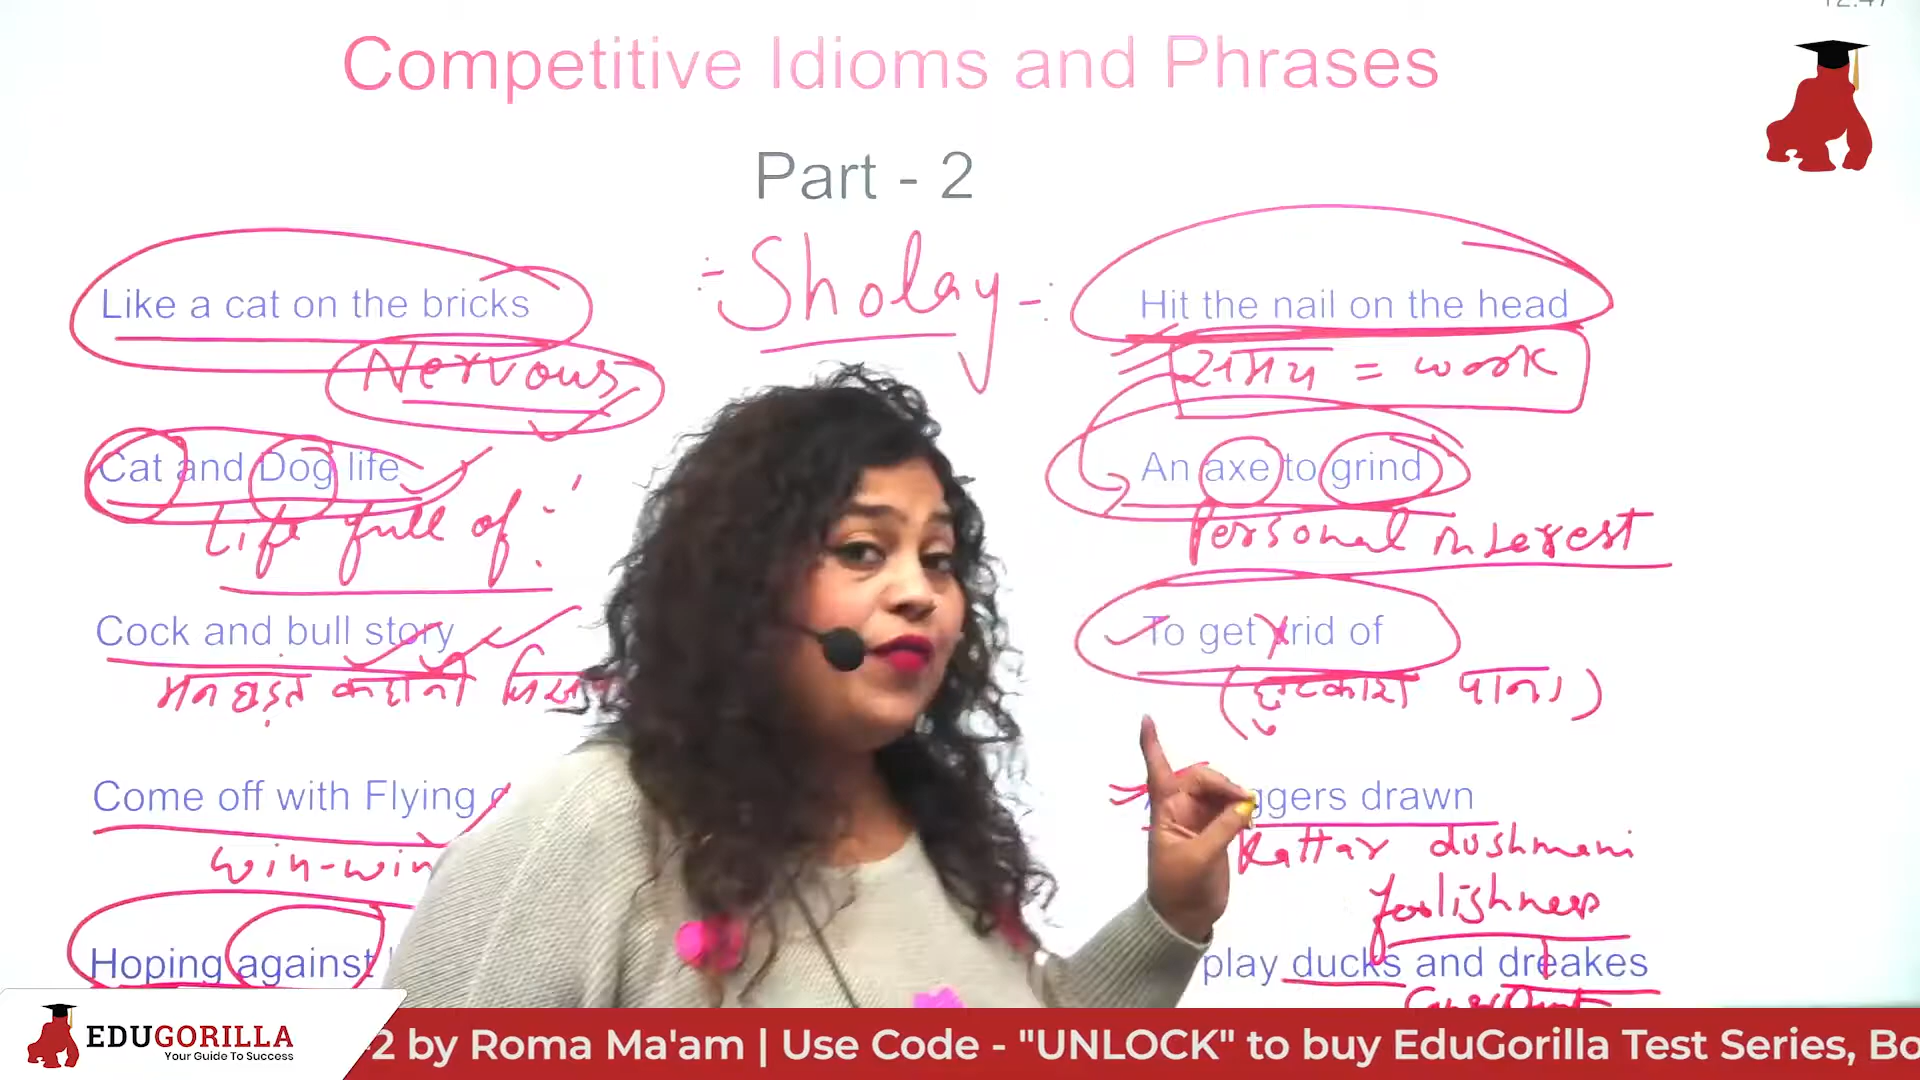 Competitive Idioms and Phrases
Part - 2
Sholay
Like a cat on the bricks
Nervous
Cat and Dog life
Life full of
Cock and bull story
मन घड़त कहानी
Come off with Flying
win-win
Hoping against
Hit the nail on the head
समय = work
An axe to grind
Personal interest
To get rid of
(छुटकारा पाना)
ggers drawn
Kattar dushmani
foolishness
play ducks and dreakes
EDUGORILLA
Your Guide To Success
-2 by Roma Ma'am | Use Code - "UNLOCK" to buy EduGorilla Test Series, Bo